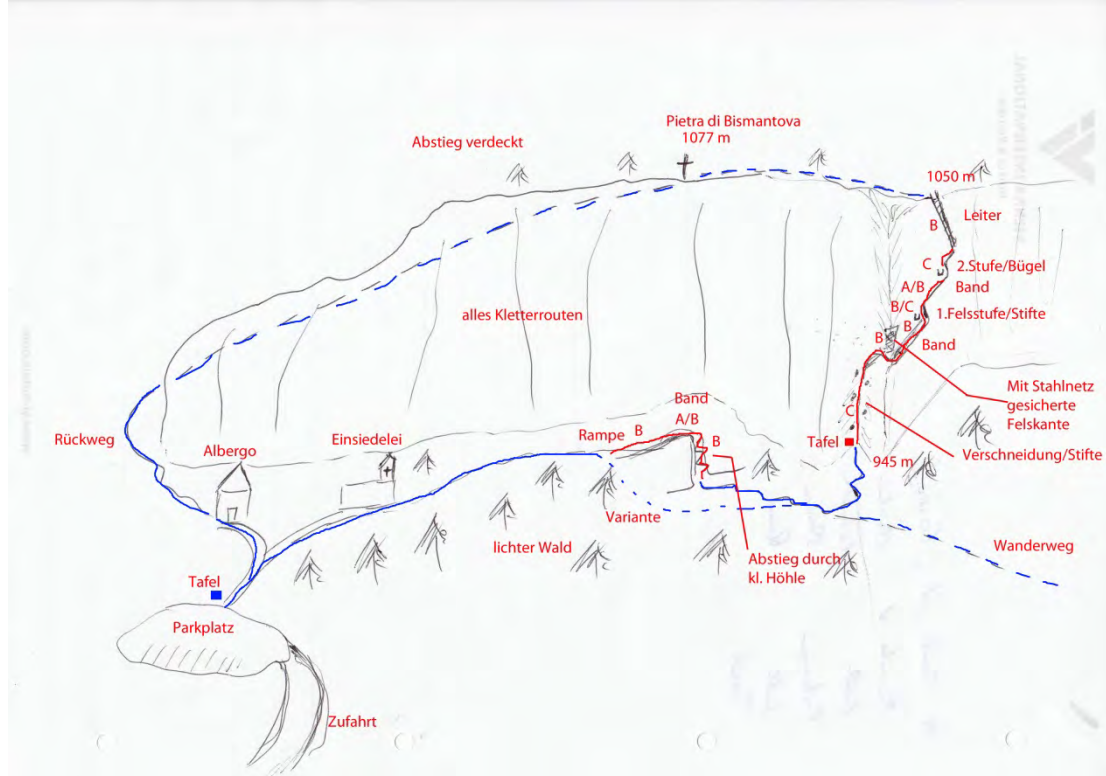 Pietra di Bismantova
1077 m
Abstieg verdeckt
1050 m
B
Leiter
C
2.Stufe/Bügel
A/B
Band
B/C
1.Felsstufe/Stifte
B
B
Band
alles Kletterrouten
Mit Stahlnetz
gesicherte
Felskante
C
Band
A/B
Rampe
B
B
Tafel
Verschneidung/Stifte
945 m
Rückweg
Albergo
Einsiedelei
Variante
lichter Wald
Wanderweg
Abstieg durch
kl. Höhle
Tafel
Parkplatz
Zufahrt